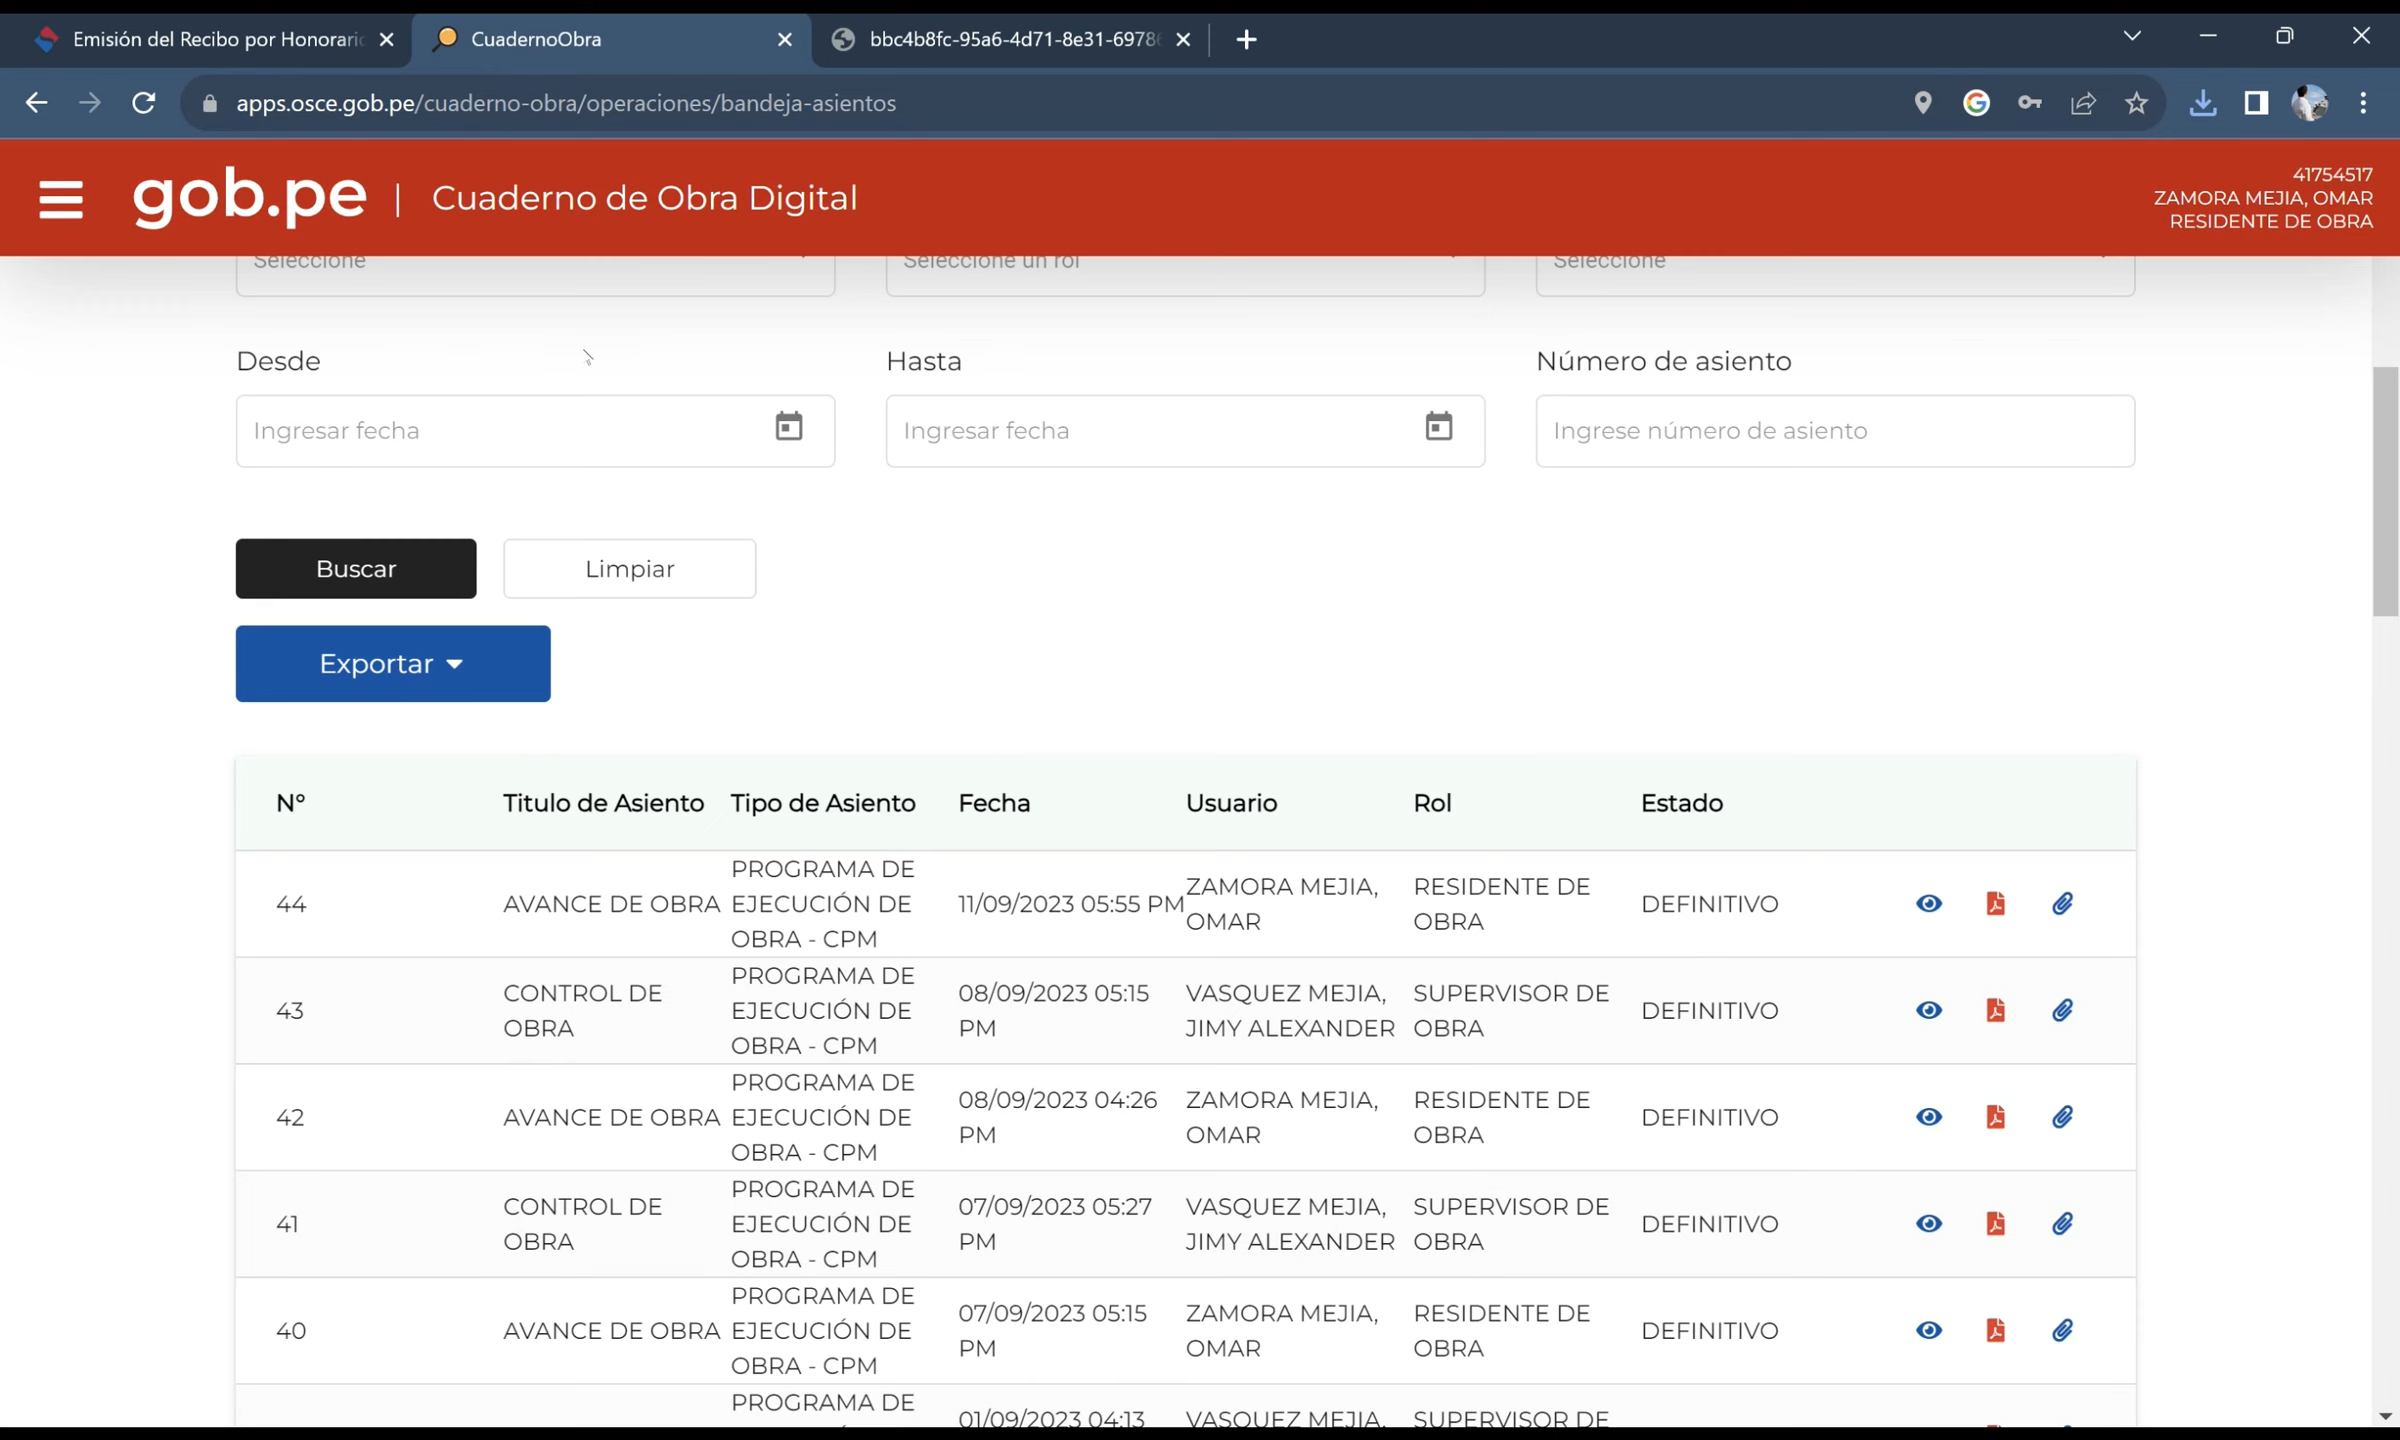 Emisión del Recibo por Honorari
CuadernoObra
bbc4b8fc-95a6-4d71-8e31-6978
apps.osce.gob.pe/cuaderno-obra/operaciones/bandeja-asientos
gob.pe | Cuaderno de Obra Digital
41754517
ZAMORA MEJIA, OMAR
RESIDENTE DE OBRA
Seleccione
Seleccione un rol
Seleccione
Desde
Hasta
Número de asiento
Ingresar fecha
Ingresar fecha
Ingrese número de asiento
Buscar
Limpiar
Exportar
N° Titulo de Asiento Tipo de Asiento Fecha Usuario Rol Estado
44 AVANCE DE OBRA PROGRAMA DE
EJECUCIÓN DE
OBRA - CPM 11/09/2023 05:55 PM ZAMORA MEJIA,
OMAR RESIDENTE DE
OBRA DEFINITIVO
43 CONTROL DE
OBRA PROGRAMA DE
EJECUCIÓN DE
OBRA - CPM 08/09/2023 05:15
PM VASQUEZ MEJIA,
JIMY ALEXANDER SUPERVISOR DE
OBRA DEFINITIVO
42 AVANCE DE OBRA PROGRAMA DE
EJECUCIÓN DE
OBRA - CPM 08/09/2023 04:26
PM ZAMORA MEJIA,
OMAR RESIDENTE DE
OBRA DEFINITIVO
41 CONTROL DE
OBRA PROGRAMA DE
EJECUCIÓN DE
OBRA - CPM 07/09/2023 05:27
PM VASQUEZ MEJIA,
JIMY ALEXANDER SUPERVISOR DE
OBRA DEFINITIVO
40 AVANCE DE OBRA PROGRAMA DE
EJECUCIÓN DE
OBRA - CPM 07/09/2023 05:15
PM ZAMORA MEJIA,
OMAR RESIDENTE DE
OBRA DEFINITIVO
PROGRAMA DE
01/09/2023 04:13 VASQUEZ MEJIA, SUPERVISOR DE